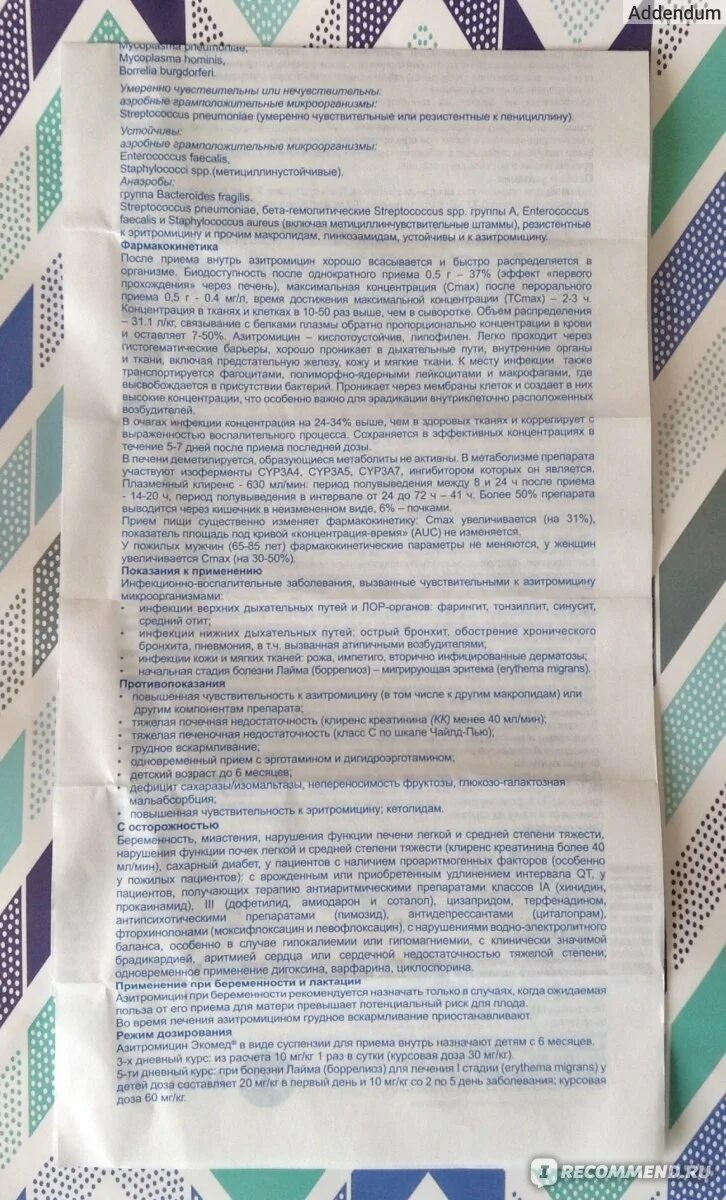 Addendum
Mycoplasma pneumoniae,
Mycoplasma hominis,
Borrelia burgdorferi.
Умеренно чувствительны или нечувствительны:
аэробные грамположительные микроорганизмы:
Streptococcus pneumoniae (умеренно чувствительные или резистентные к пенициллину).
Устойчивы:
аэробные грамположительные микроорганизмы:
Enterococcus faecalis,
Staphylococci spp.(метициллинустойчивые).
Анаэробы:
группа Bacteroides fragilis.
Streptococcus pneumoniae, бета-гемолитические Streptococcus spp. группы А, Enterococcus
faecalis и Staphylococcus aureus (включая метициллинчувствительные штаммы), резистентные
к эритромицину и прочим макролидам, линкозамидам, устойчивы и к азитромицину.
Фармакокинетика
После приема внутрь азитромицин хорошо всасывается и быстро распределяется в
организме. Биодоступность после однократного приема 0.5 г – 37% (эффект «первого
прохождения» через печень), максимальная концентрация (Cmax) после перорального
приема 0,5 г - 0.4 мг/л, время достижения максимальной концентрации (TCmax) – 2-3 ч.
Концентрация в тканях и клетках в 10-50 раз выше, чем в сыворотке. Объем распределения
– 31.1 л/кг, связывание с белками плазмы обратно пропорционально концентрации в крови
и оставляет 7-50%. Азитромицин – кислотоустойчив, липофилен. Легко проходит через
гистогематические барьеры, хорошо проникает в дыхательные пути, внутренние органы
и ткани, включая предстательную железу, кожу и мягкие ткани. К месту инфекции также
транспортируется фагоцитами, полиморфно-ядерными лейкоцитами и макрофагами, где
высвобождается в присутствии бактерий. Проникает через мембраны клеток и создает в них
высокие концентрации, что особенно важно для эрадикации внутриклеточно расположенных
возбудителей.
В очагах инфекции концентрация на 24-34% выше, чем в здоровых тканях и коррелирует с
выраженностью воспалительного процесса. Сохраняется в эффективных концентрациях в
течение 5-7 дней после приема последней дозы.
В печени деметилируется, образующиеся метаболиты не активны. В метаболизме препарата
участвуют изоферменты CYP3A4, CYP3A5, CYP3A7, ингибитором которых он является.
Плазменный клиренс - 630 мл/мин: период полувыведения между 8 и 24 ч после приема
- 14-20 ч, период полувыведения в интервале от 24 до 72 ч – 41 ч. Более 50% препарата
выводится через кишечник в неизмененном виде, 6% – почками.
Прием пищи существенно изменяет фармакокинетику: Cmax увеличивается (на 31%),
показатель площадь под кривой «концентрация-время» (AUC) не изменяется.
У пожилых мужчин (65-85 лет) фармакокинетические параметры не меняются, у женщин
увеличивается Cmax (на 30-50%).
Показания к применению
Инфекционно-воспалительные заболевания, вызванные чувствительными к азитромицину
микроорганизмами:
• инфекции верхних дыхательных путей и ЛОР-органов: фарингит, тонзиллит, синусит,
средний отит;
• инфекции нижних дыхательных путей: острый бронхит, обострение хронического
бронхита, пневмония, в т.ч. вызванная атипичными возбудителями;
• инфекции кожи и мягких тканей: рожа, импетиго, вторично инфицированные дерматозы;
• начальная стадия болезни Лайма (боррелиоз) – мигрирующая эритема (erythema migrans).
Противопоказания
• повышенная чувствительность к азитромицину (в том числе к другим макролидам) или
другим компонентам препарата;
• тяжелая почечная недостаточность (клиренс креатинина (КК) менее 40 мл/мин);
• тяжелая печеночная недостаточность (класс С по шкале Чайлд-Пью);
• грудное вскармливание;
• одновременный прием с эрготамином и дигидроэрготамином;
• детский возраст до 6 месяцев;
• дефицит сахаразы/изомальтазы, непереносимость фруктозы, глюкозо-галактозная
мальабсорбция;
• повышенная чувствительность к эритромицину; кетолидам.
С осторожностью
Беременность, миастения, нарушения функции печени легкой и средней степени тяжести,
нарушения функции почек легкой и средней степени тяжести (клиренс креатинина более 40
мл/мин), сахарный диабет, у пациентов с наличием проаритмогенных факторов (особенно
у пожилых пациентов): с врожденным или приобретенным удлинением интервала QT, у
пациентов, получающих терапию антиаритмическими препаратами классов IA (хинидин,
прокаинамид), III (дофетилид, амиодарон и соталол), цизапридом, терфенадином,
антипсихотическими препаратами (пимозид), антидепрессантами (циталопрам),
фторхинолонами (моксифлоксацин и левофлоксацин), с нарушениями водно-электролитного
баланса, особенно в случае гипокалиемии или гипомагниемии, с клинически значимой
брадикардией, аритмией сердца или сердечной недостаточностью тяжелой степени;
одновременное применение дигоксина, варфарина, циклоспорина.
Применение при беременности и лактации
Азитромицин при беременности рекомендуется назначать только в случаях, когда ожидаемая
польза от его приема для матери превышает потенциальный риск для плода.
Во время лечения азитромицином грудное вскармливание приостанавливают.
Режим дозирования
Азитромицин Экомед® в виде суспензии для приема внутрь назначают детям с 6 месяцев.
3-х дневный курс: из расчета 10 мг/кг 1 раз в сутки (курсовая доза 30 мг/кг).
5-ти дневный курс: при болезни Лайма (боррелиоз) для лечения I стадии (erythema migrans) у
детей доза составляет 20 мг/кг в первый день и 10 мг/кг со 2 по 5 день заболевания; курсовая
доза 60 мг/кг.
IRECOMMEND.RU